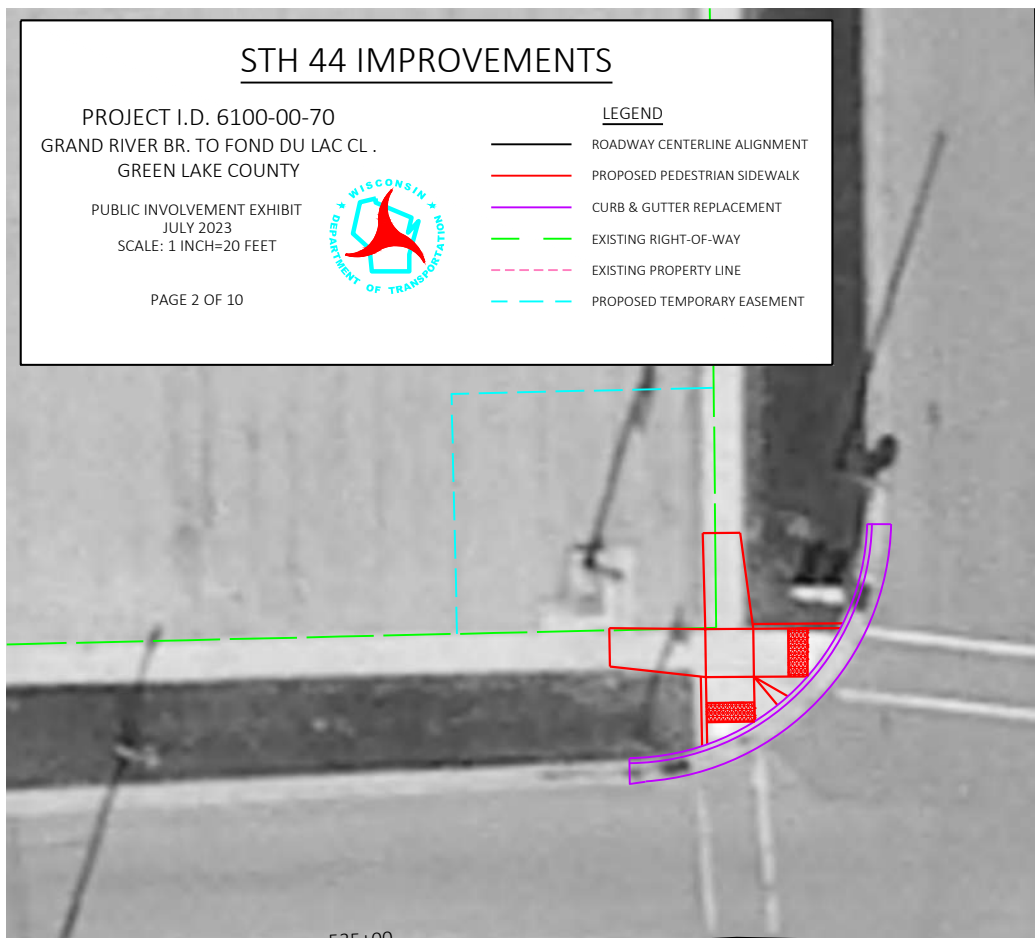 STH 44 IMPROVEMENTS
PROJECT I.D. 6100-00-70
GRAND RIVER BR. TO FOND DU LAC CL .
GREEN LAKE COUNTY
PUBLIC INVOLVEMENT EXHIBIT
JULY 2023
SCALE: 1 INCH=20 FEET
PAGE 2 OF 10
WISCONSIN
DEPARTMENT OF TRANSPORTATION
LEGEND
ROADWAY CENTERLINE ALIGNMENT
PROPOSED PEDESTRIAN SIDEWALK
CURB & GUTTER REPLACEMENT
EXISTING RIGHT-OF-WAY
EXISTING PROPERTY LINE
PROPOSED TEMPORARY EASEMENT